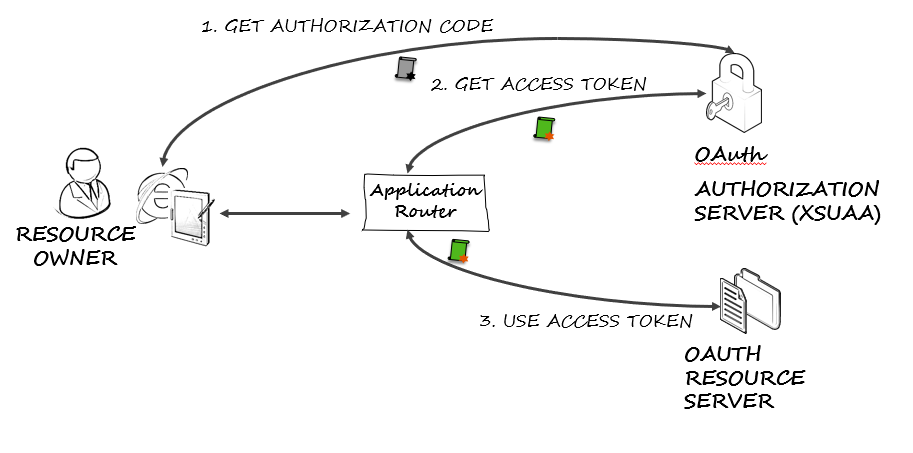 1. GET AUTHORIZATION CODE
2. GET ACCESS TOKEN
OAuth
AUTHORIZATION
SERVER (XSUAA)
Application
Router
RESOURCE
OWNER
3. USE ACCESS TOKEN
OAUTH
RESOURCE
SERVER